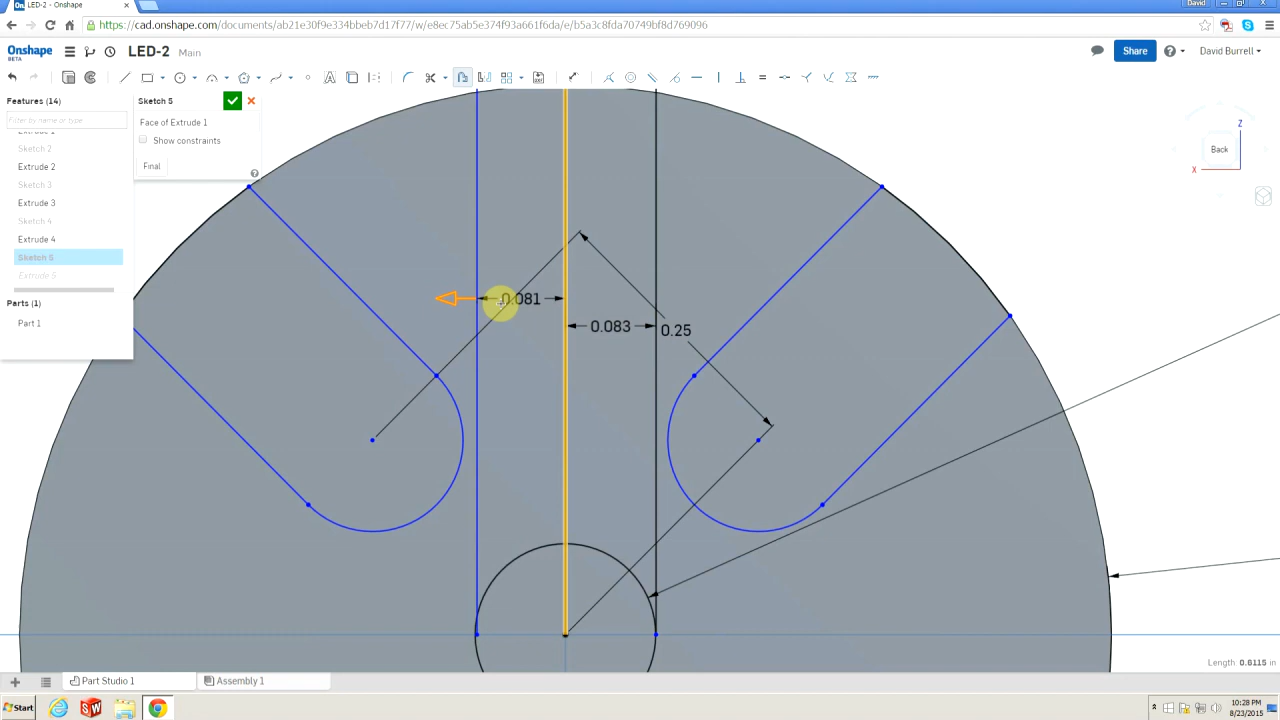 David
LED-2 - Onshape
https://cad.onshape.com/documents/ab21e30f9e334bbeb7d17f77/w/e8ec75ab5e374f93a661f6da/e/b5a3c8fda70749bf8d769096
Onshape
BETA
LED-2
Main
Share
David Burrell
Features (14)
Sketch 5
Filter by name or type
Face of Extrude 1
Show constraints
Sketch 2
Extrude 2
Final
Sketch 3
Extrude 3
Sketch 4
Extrude 4
Sketch 5
Extrude 5
Parts (1)
Part 1
Z
Back
X
0.081
0.083
0.25
Length: 0.6115 in
Part Studio 1
Assembly 1
Start
10:28 PM
8/23/2015